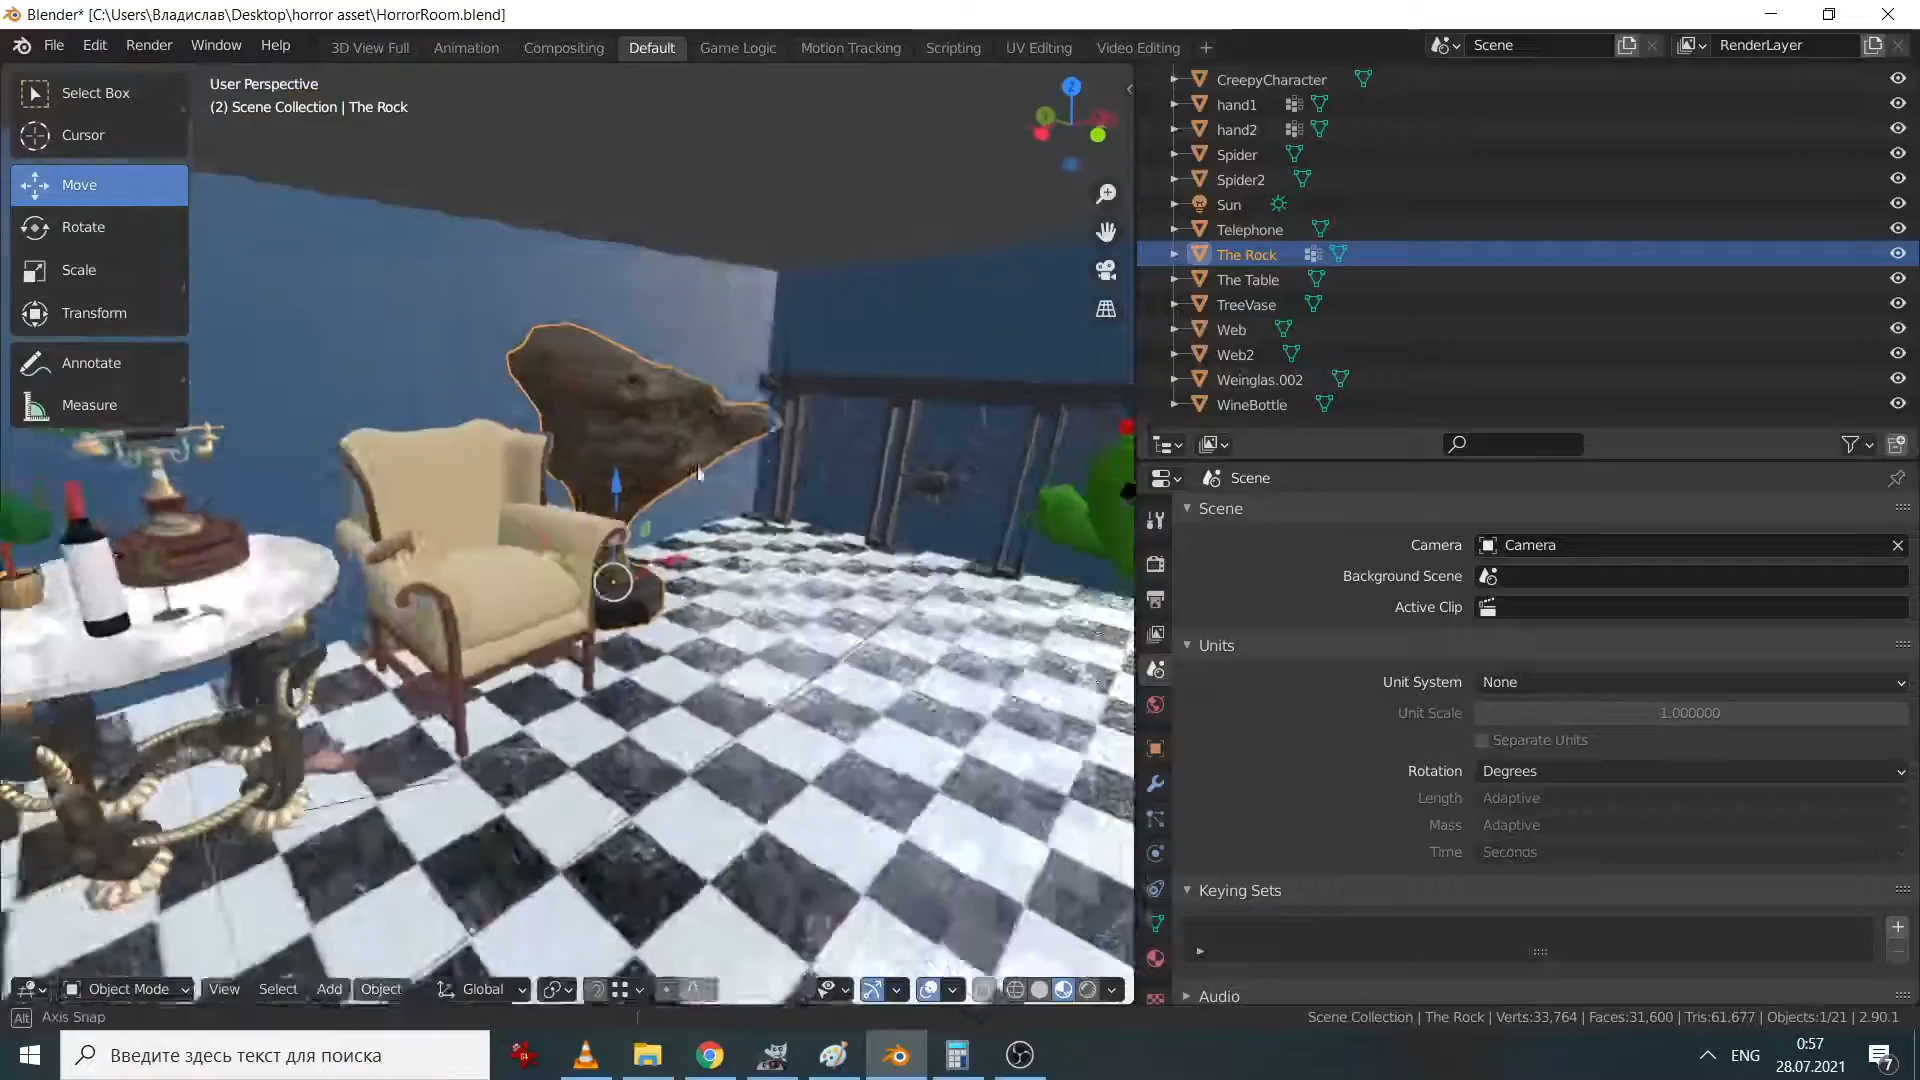 Blender* [C:\Users\Владислав\Desktop\horror asset\HorrorRoom.blend]
File Edit Render Window Help
3D View Full Animation Compositing Default Game Logic Motion Tracking Scripting UV Editing Video Editing +
Scene
RenderLayer
Select Box
Cursor
Move
Rotate
Scale
Transform
Annotate
Measure
User Perspective
(2) Scene Collection | The Rock
Z
CreepyCharacter
hand1
hand2
Spider
Spider2
Sun
Telephone
The Rock
The Table
TreeVase
Web
Web2
Weinglas.002
WineBottle
Scene
Scene
Camera Camera
Background Scene
Active Clip
Units
Unit System None
Unit Scale 1.000000
Separate Units
Rotation Degrees
Length Adaptive
Mass Adaptive
Time Seconds
Keying Sets
Audio
Object Mode View Select Add Object Global
Alt Axis Snap
Scene Collection | The Rock | Verts:33,764 | Faces:31,600 | Tris:61,677 | Objects:1/21 | 2.90.1
Введите здесь текст для поиска
ENG
0:57
28.07.2021
7